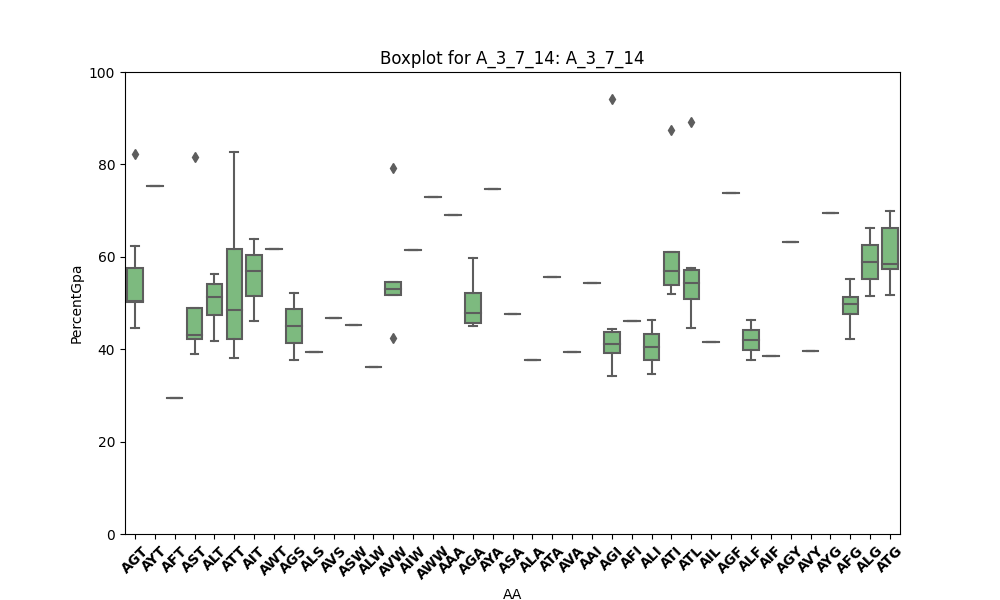 Boxplot for A_3_7_14: A_3_7_14
100
80
60
40
20
0
PercentGpa
AGT AYT AFT AST ALT ATT AIT AWT AGS ALS AVS ASW ALW AVW AIW AWW AAA AGA AYA ASA ALA ATA AVA AAI AGI AFI ALI ATI ATL AIL AGF ALF AIF AGY AVY AYG AFG ALG ATG
AA